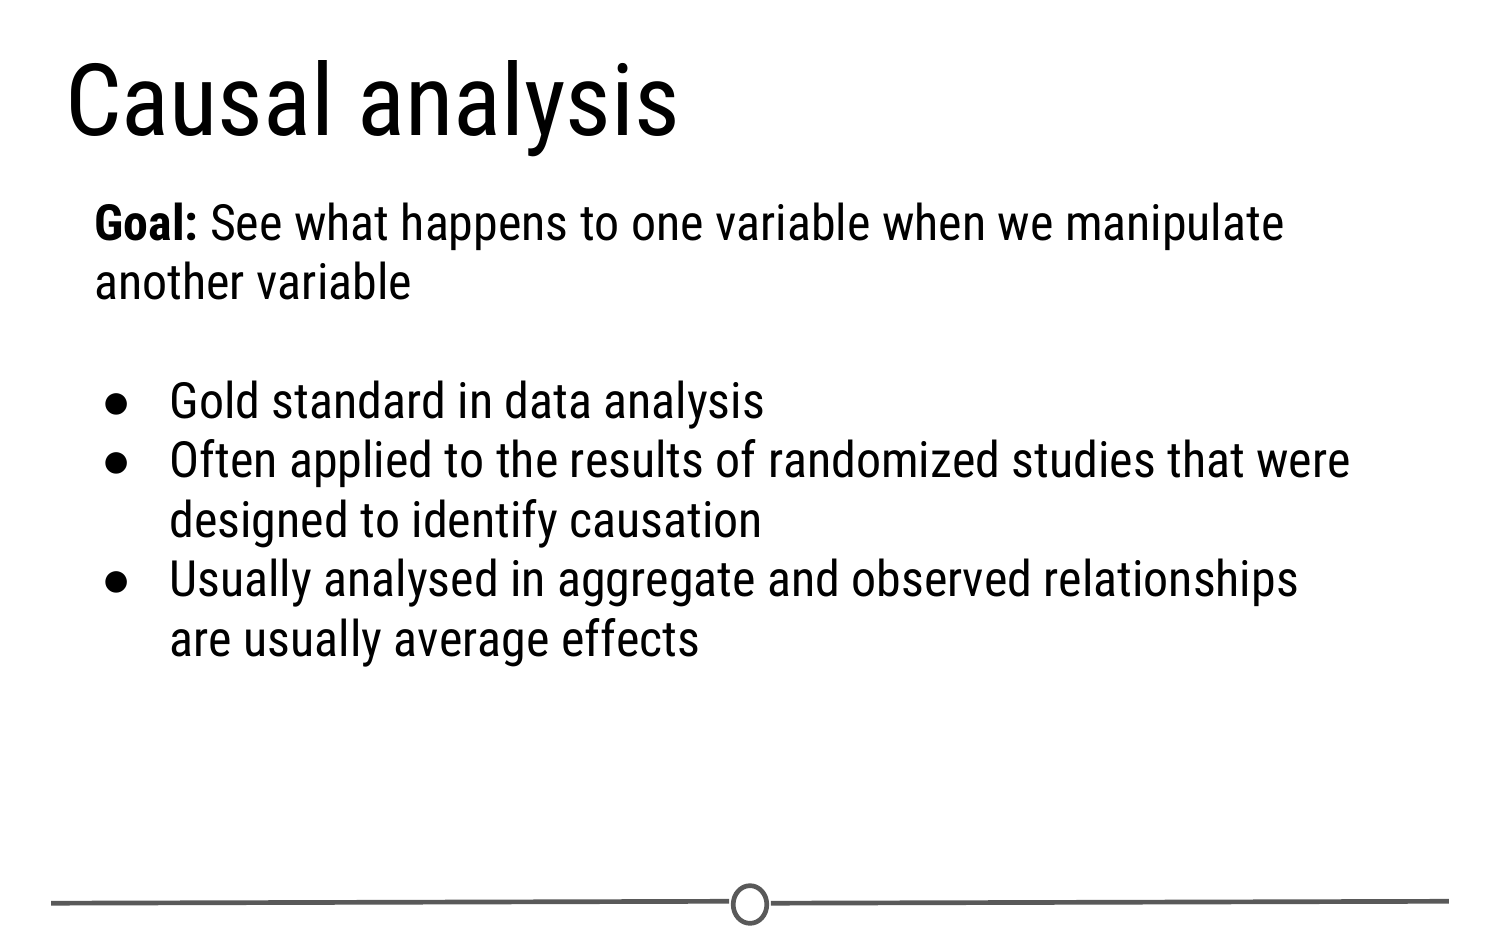 Causal analysis
Goal: See what happens to one variable when we manipulate
another variable
● Gold standard in data analysis
● Often applied to the results of randomized studies that were
designed to identify causation
● Usually analysed in aggregate and observed relationships
are usually average effects